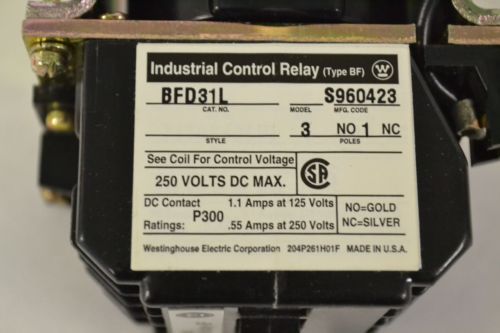 Industrial Control Relay (Type BF)
BFD31L S960423
CAT. NO. MODEL MFG. CODE
3 NO 1 NC
STYLE POLES
See Coil For Control Voltage
250 VOLTS DC MAX.
DC Contact 1.1 Amps at 125 Volts
P300
Ratings: .55 Amps at 250 Volts
NO=GOLD
NC=SILVER
Westinghouse Electric Corporation 204P261H01F MADE IN U.S.A.